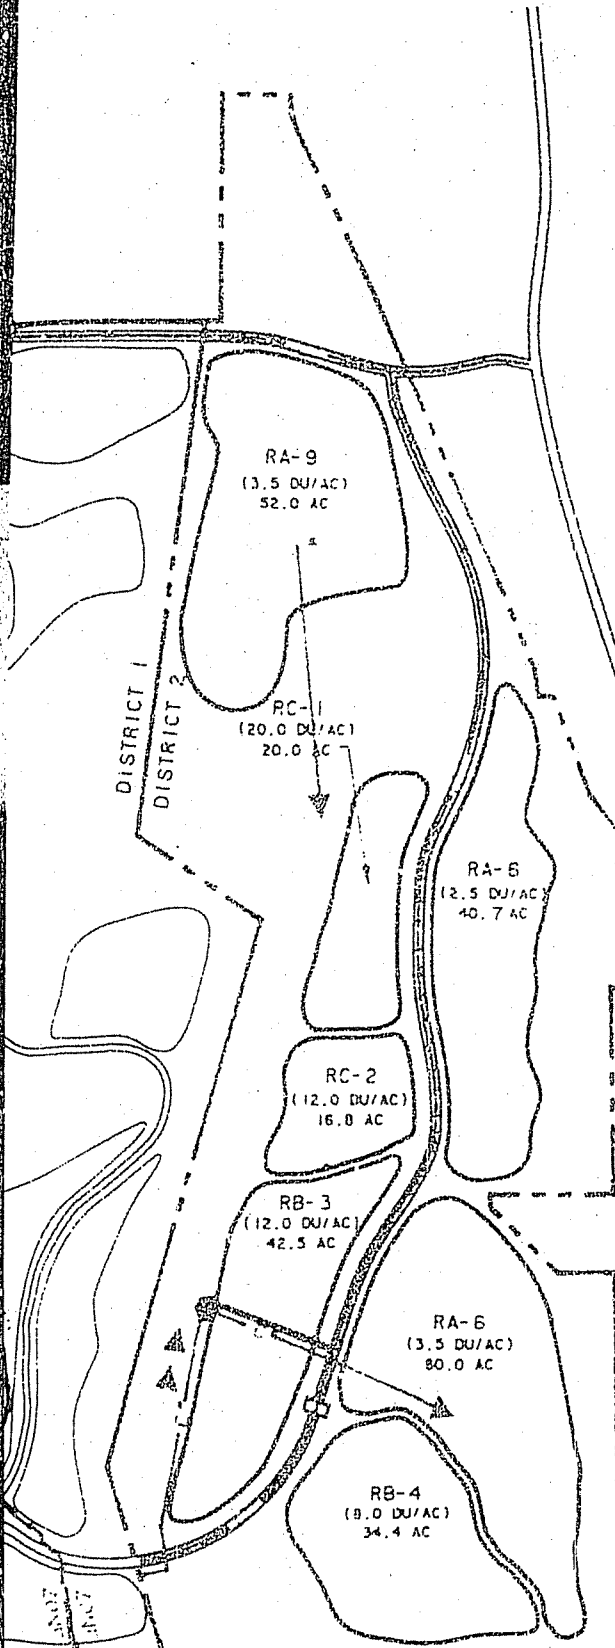 RA-9
(3.5 DU/AC)
52.0 AC
DISTRICT 1
DISTRICT 2
RC-1
(20.0 DU/AC)
20.0 AC
RA-6
(2.5 DU/AC)
40.7 AC
RC-2
(12.0 DU/AC)
16.8 AC
RB-3
(12.0 DU/AC)
42.5 AC
RA-6
(3.5 DU/AC)
80.0 AC
RB-4
(8.0 DU/AC)
34.4 AC